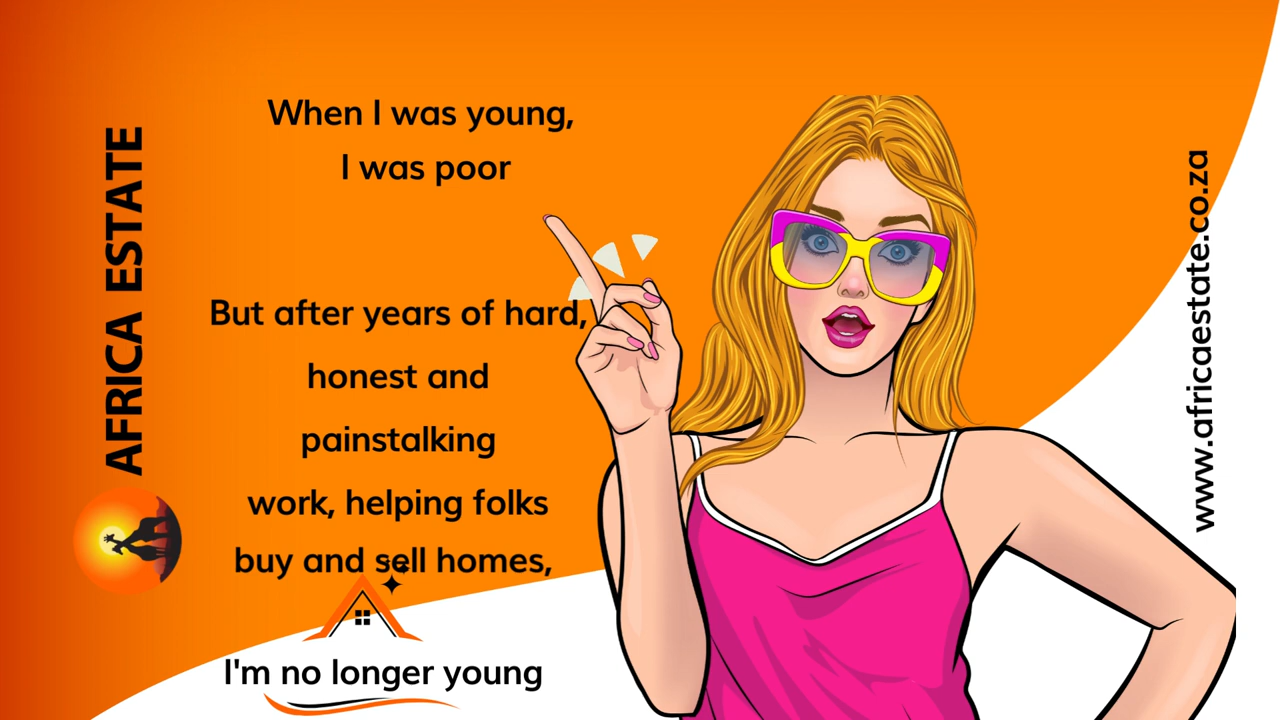 When I was young,
I was poor
But after years of hard,
honest and
painstalking
work, helping folks
buy and sell homes,
I'm no longer young
AFRICA ESTATE
www.africaestate.co.za